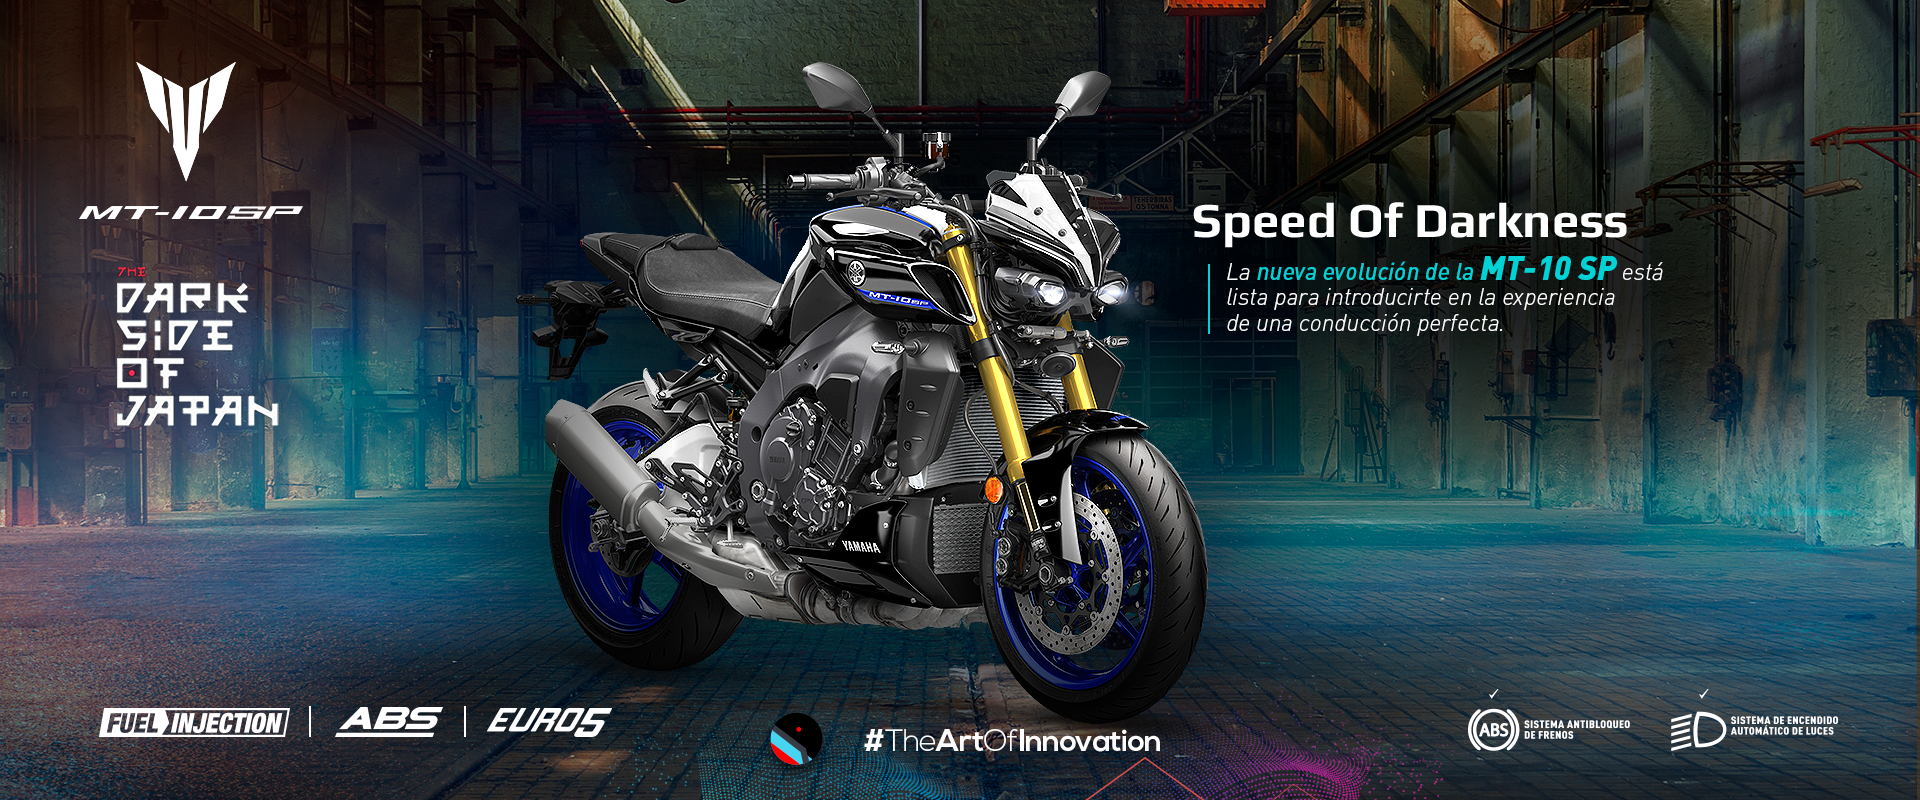 MT-10SP
THE
DARK
SIDE
OF
JAPAN
Speed Of Darkness
La nueva evolución de la MT-10 SP está
lista para introducirte en la experiencia
de una conducción perfecta.
MT-10SP
YAMAHA
FUEL INJECTION
ABS
EURO5
#TheArtOfInnovation
ABS
SISTEMA ANTIBLOQUEO
DE FRENOS
SISTEMA DE ENCENDIDO
AUTOMÁTICO DE LUCES